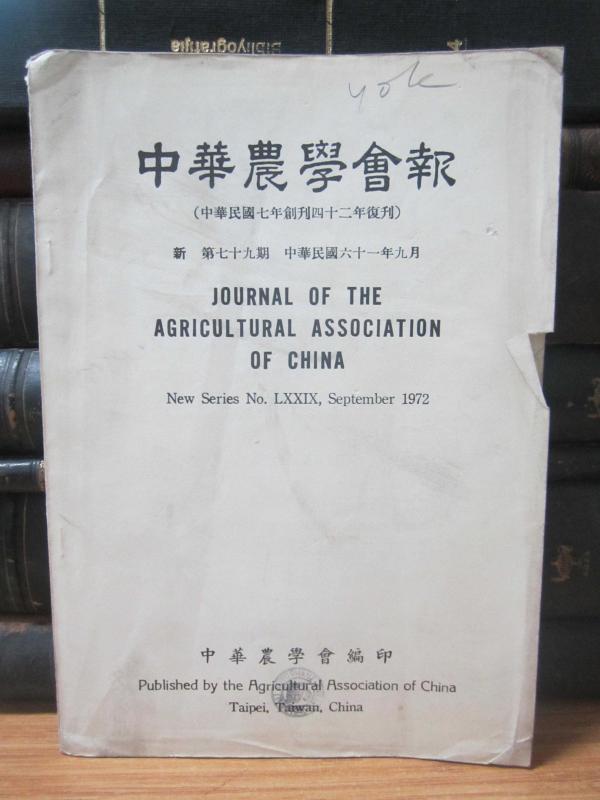 Bibliyografija
yok
中華農學會報
(中華民國七年創刊四十二年復刊)
新 第七十九期 中華民國六十一年九月
JOURNAL OF THE
AGRICULTURAL ASSOCIATION
OF CHINA
New Series No. LXXIX, September 1972
中華農學會編印
Published by the Agricultural Association of China
Taipei, Taiwan, China